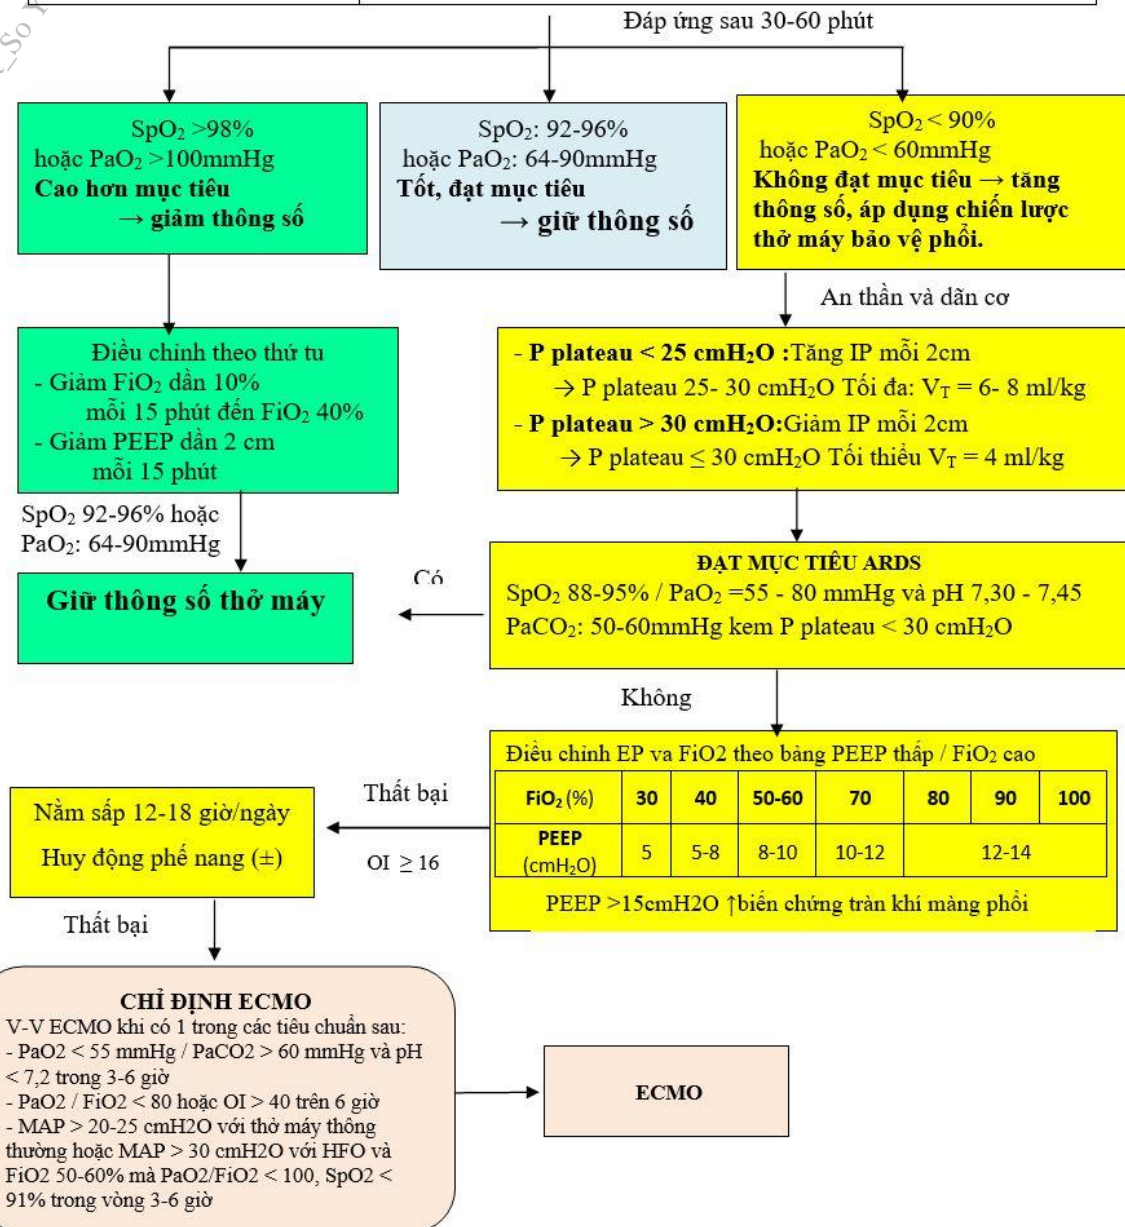 _So Y
Đáp ứng sau 30-60 phút
SpO₂ >98%
hoặc PaO₂ >100mmHg
Cao hơn mục tiêu
→ giảm thông số
SpO₂: 92-96%
hoặc PaO₂: 64-90mmHg
Tốt, đạt mục tiêu
→ giữ thông số
SpO₂ < 90%
hoặc PaO₂ < 60mmHg
Không đạt mục tiêu → tăng
thông số, áp dụng chiến lược
thở máy bảo vệ phổi.
An thần và dãn cơ
Điều chỉnh theo thứ tu
- Giảm FiO₂ dần 10%
mỗi 15 phút đến FiO₂ 40%
- Giảm PEEP dần 2 cm
mỗi 15 phút
- P plateau < 25 cmH₂O :Tăng IP mỗi 2cm
→ P plateau 25- 30 cmH₂O Tối đa: V_T = 6- 8 ml/kg
- P plateau > 30 cmH₂O:Giảm IP mỗi 2cm
→ P plateau ≤ 30 cmH₂O Tối thiểu V_T = 4 ml/kg
SpO₂ 92-96% hoặc
PaO₂: 64-90mmHg
Giữ thông số thở máy
Có
ĐẠT MỤC TIÊU ARDS
SpO₂ 88-95% / PaO₂ =55 - 80 mmHg và pH 7,30 - 7,45
PaCO₂: 50-60mmHg kem P plateau < 30 cmH₂O
Không
Điều chỉnh EP va FiO2 theo bảng PEEP thấp / FiO₂ cao
FiO₂ (%) 30 40 50-60 70 80 90 100
PEEP
(cmH₂O) 5 5-8 8-10 10-12 12-14
PEEP >15cmH2O ↑biến chứng tràn khí màng phổi
Thất bại
OI ≥ 16
Nằm sấp 12-18 giờ/ngày
Huy động phế nang (±)
Thất bại
CHỈ ĐỊNH ECMO
V-V ECMO khi có 1 trong các tiêu chuẩn sau:
- PaO2 < 55 mmHg / PaCO2 > 60 mmHg và pH
< 7,2 trong 3-6 giờ
- PaO2 / FiO2 < 80 hoặc OI > 40 trên 6 giờ
- MAP > 20-25 cmH2O với thở máy thông
thường hoặc MAP > 30 cmH2O với HFO và
FiO2 50-60% mà PaO2/FiO2 < 100, SpO2 <
91% trong vòng 3-6 giờ
ECMO